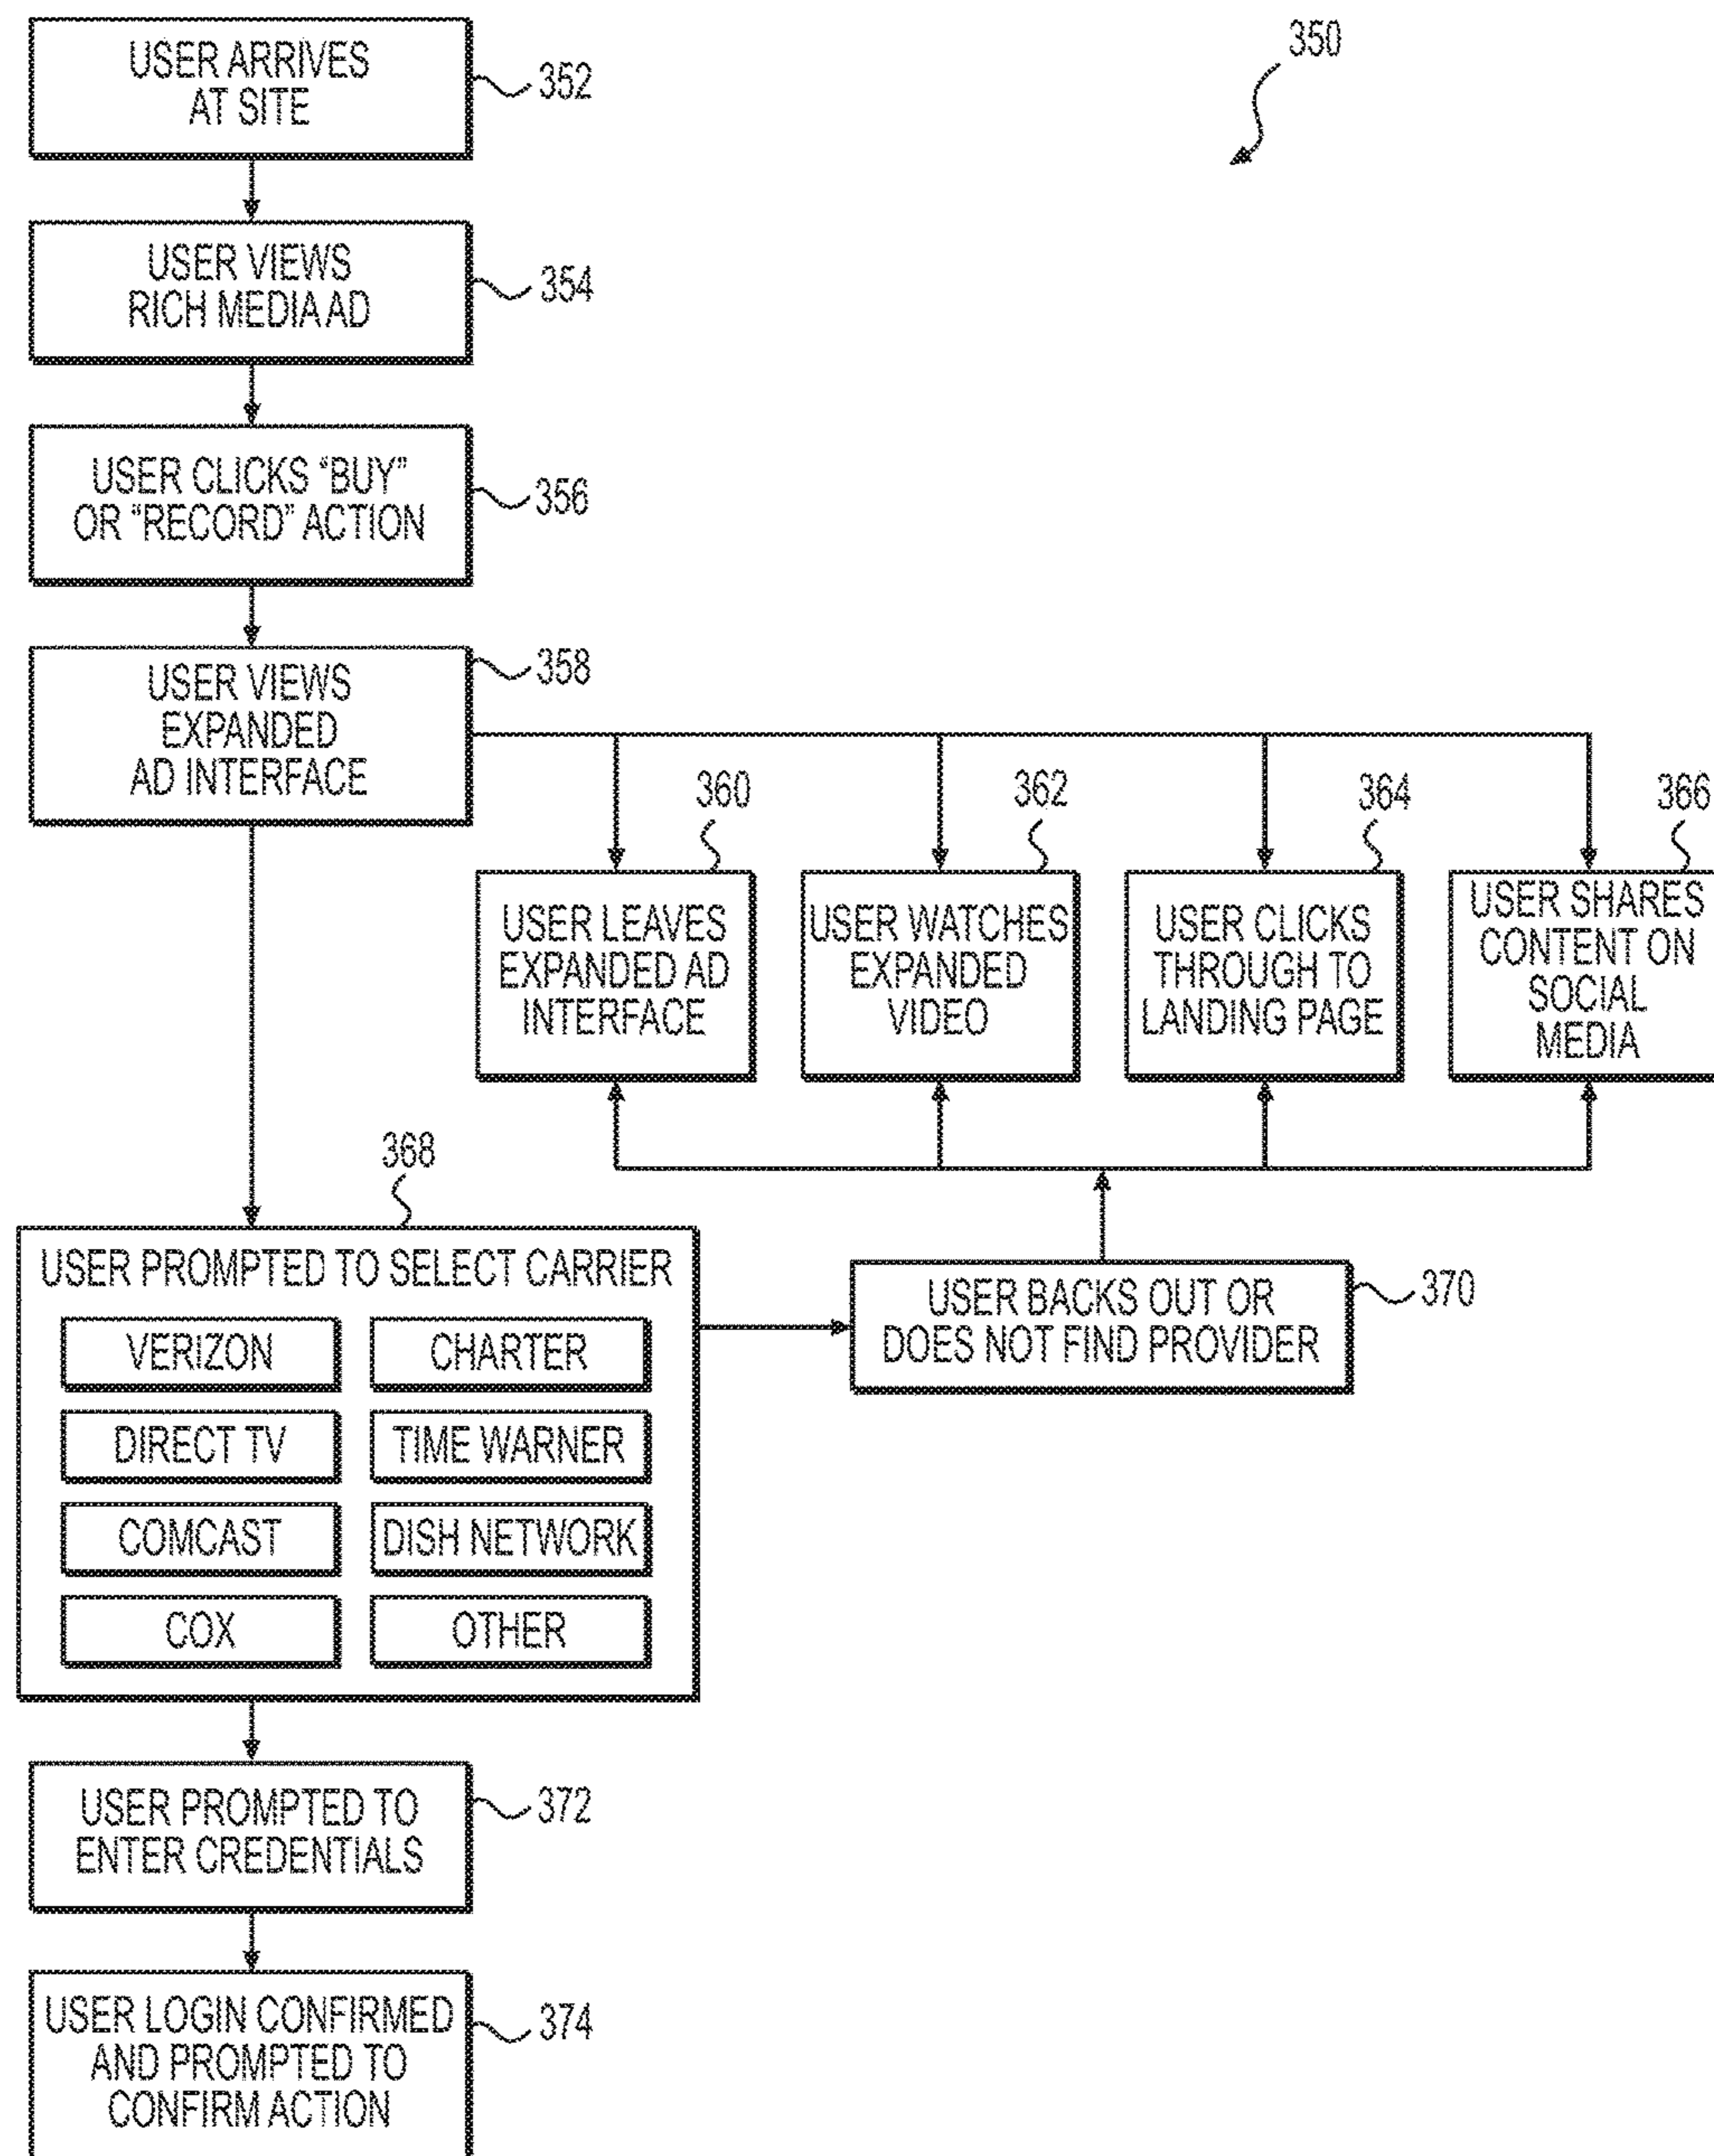 350
USER ARRIVES
AT SITE
352
USER VIEWS
RICH MEDIA AD
354
USER CLICKS "BUY"
OR "RECORD" ACTION
356
USER VIEWS
EXPANDED
AD INTERFACE
358
360
USER LEAVES
EXPANDED AD
INTERFACE
362
USER WATCHES
EXPANDED
VIDEO
364
USER CLICKS
THROUGH TO
LANDING PAGE
366
USER SHARES
CONTENT ON
SOCIAL
MEDIA
368
USER PROMPTED TO SELECT CARRIER
VERIZON
CHARTER
DIRECT TV
TIME WARNER
COMCAST
DISH NETWORK
COX
OTHER
USER BACKS OUT OR
DOES NOT FIND PROVIDER
370
USER PROMPTED TO
ENTER CREDENTIALS
372
USER LOGIN CONFIRMED
AND PROMPTED TO
CONFIRM ACTION
374